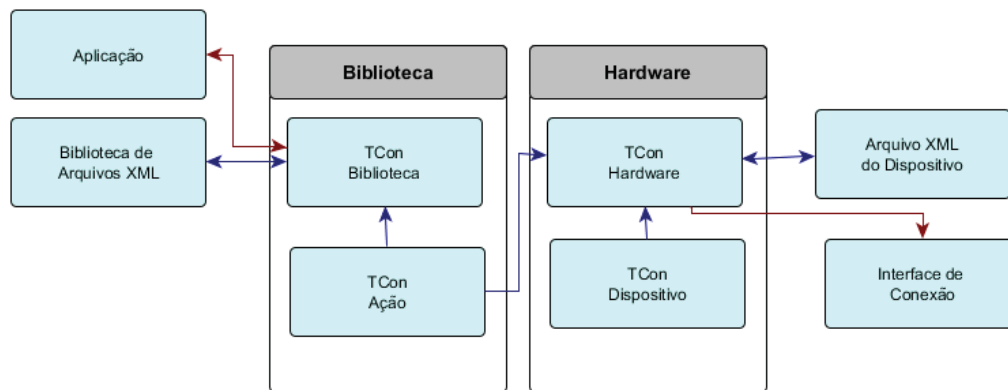 Aplicação
Biblioteca
Hardware
Biblioteca de
Arquivos XML
TCon
Biblioteca
TCon
Hardware
Arquivo XML
do Dispositivo
TCon
Ação
TCon
Dispositivo
Interface de
Conexão